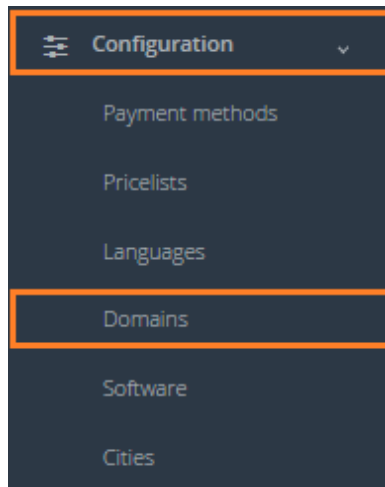 Configuration
Payment methods
Pricelists
Languages
Domains
Software
Cities